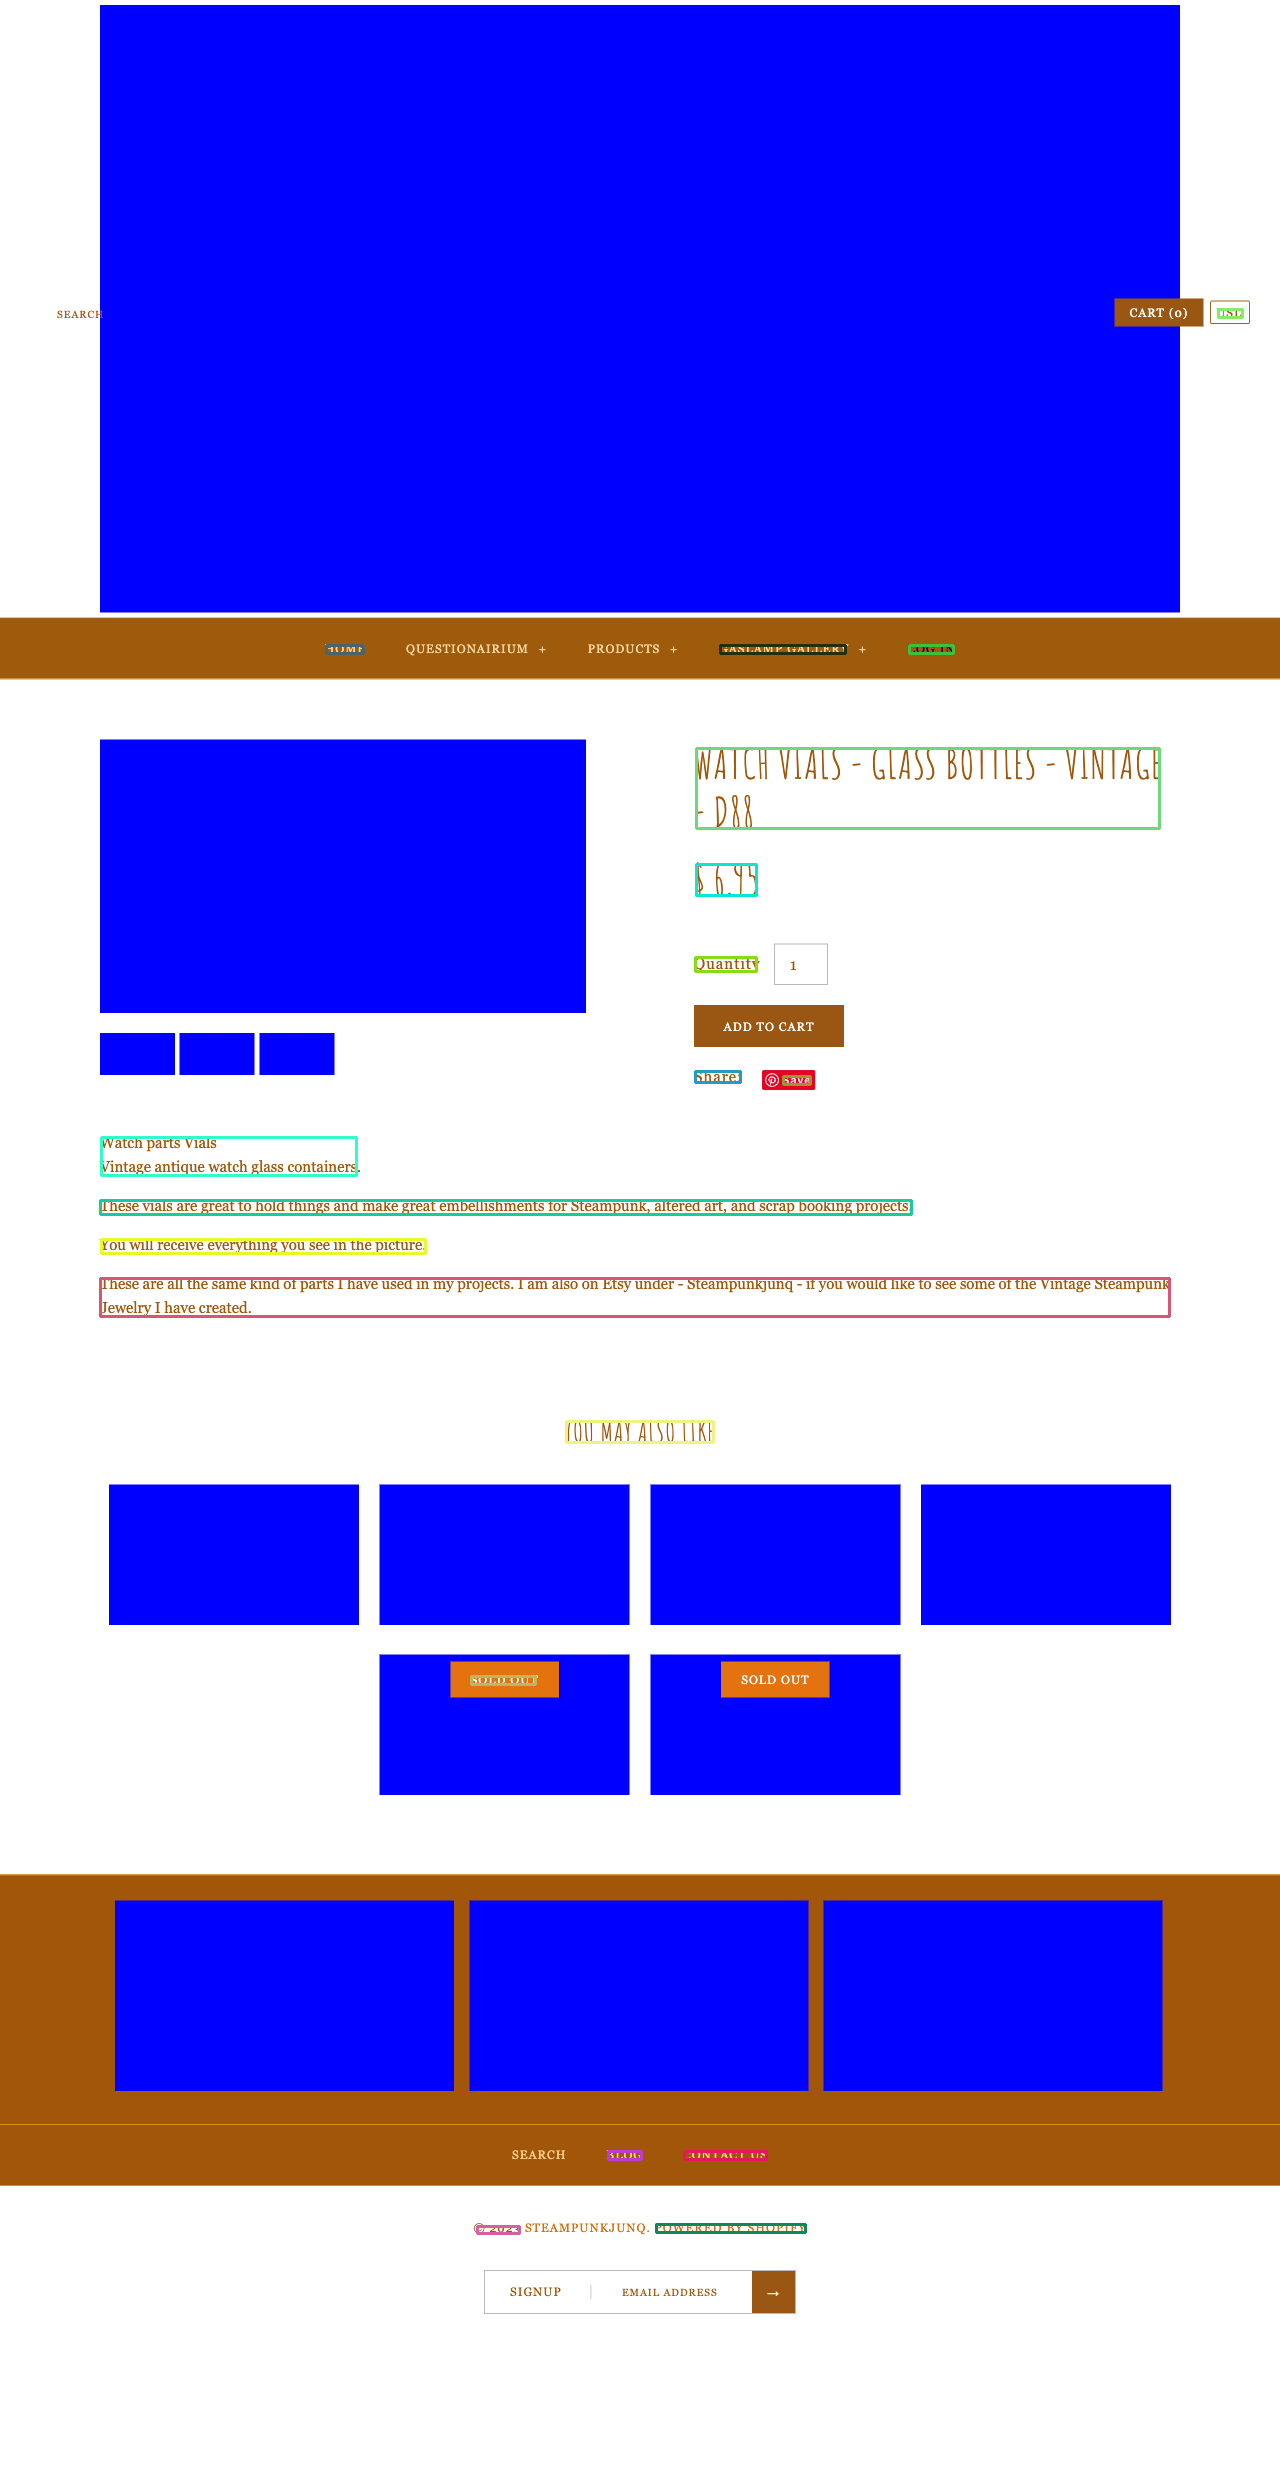 SEARCH
CART (0)
USD
HOME
QUESTIONAIRIUM +
PRODUCTS +
GASLAMP GALLERY +
LOG IN
WATCH VIALS - GLASS BOTTLES - VINTAGE
- D88
$ 6.95
Quantity
1
ADD TO CART
Share:
Save
Watch parts Vials
Vintage antique watch glass containers.
These vials are great to hold things and make great embellishments for Steampunk, altered art, and scrap booking projects
You will receive everything you see in the picture.
These are all the same kind of parts I have used in my projects. I am also on Etsy under - Steampunkjunq - if you would like to see some of the Vintage Steampunk
Jewelry I have created.
YOU MAY ALSO LIKE
SOLD OUT
SOLD OUT
SEARCH
BLOG
CONTACT US
© 2023 STEAMPUNKJUNQ. POWERED BY SHOPIFY
SIGNUP
EMAIL ADDRESS
→